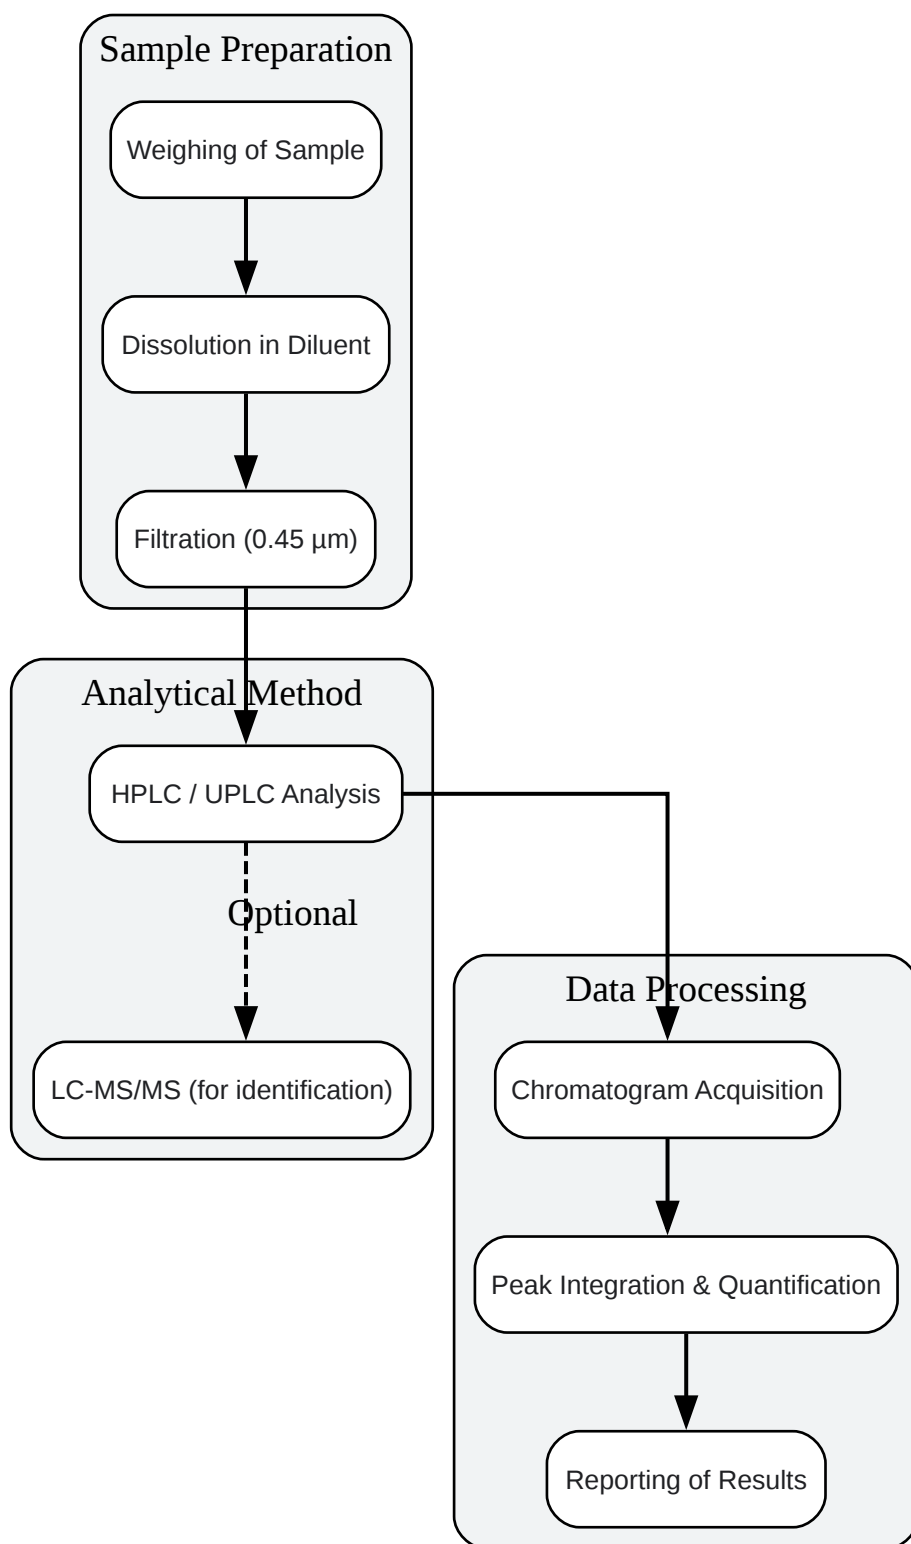 Sample Preparation
Weighing of Sample
Dissolution in Diluent
Filtration (0.45 µm)
Analytical Method
HPLC / UPLC Analysis
Optional
LC-MS/MS (for identification)
Data Processing
Chromatogram Acquisition
Peak Integration & Quantification
Reporting of Results